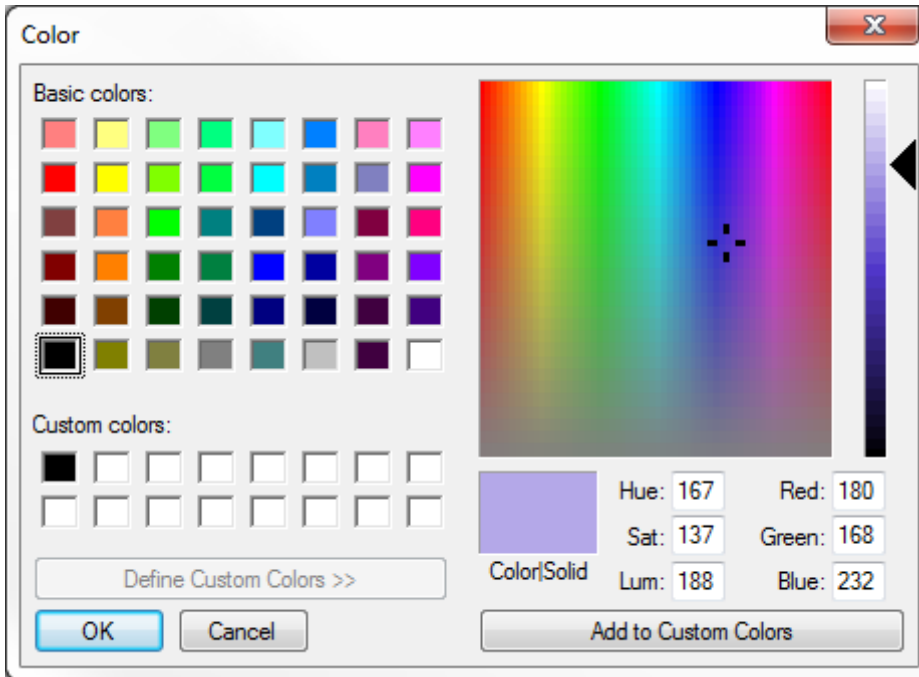 Color
Basic colors:
Custom colors:
Define Custom Colors >>
OK
Cancel
Color|Solid
Hue: 167
Sat: 137
Lum: 188
Red: 180
Green: 168
Blue: 232
Add to Custom Colors